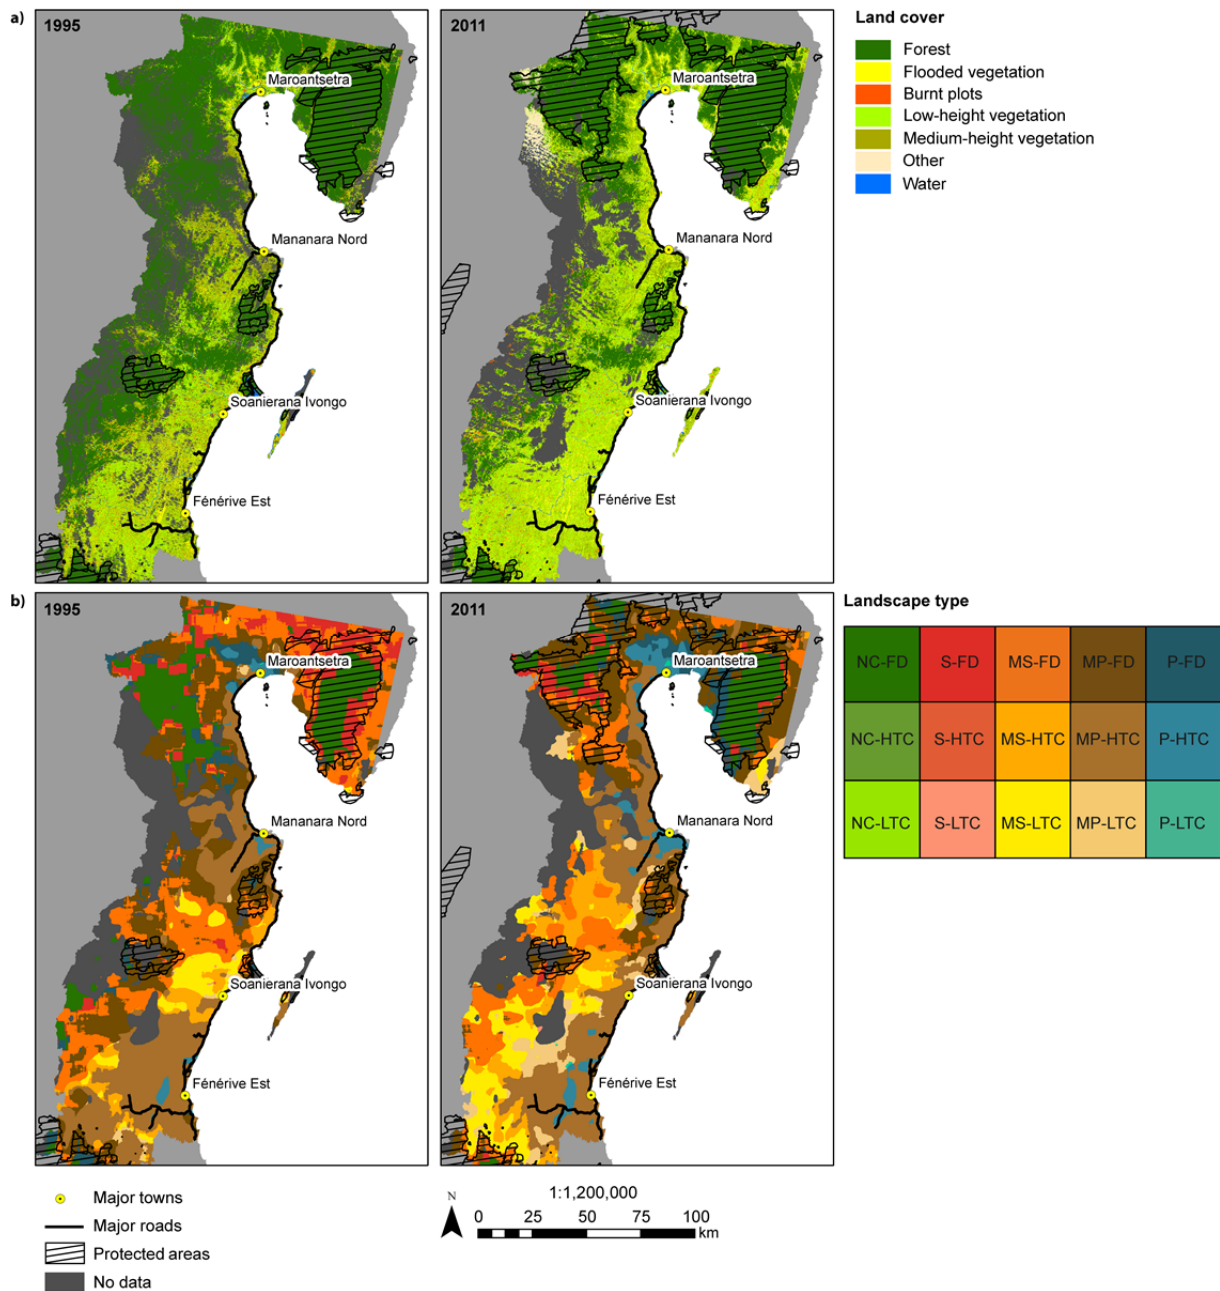 a)
1995
Maroantsetra
Mananara Nord
Soanierana Ivongo
Fénérive Est
2011
Maroantsetra
Mananara Nord
Soanierana Ivongo
Fénérive Est
Land cover
Forest
Flooded vegetation
Burnt plots
Low-height vegetation
Medium-height vegetation
Other
Water
b)
1995
Maroantsetra
Mananara Nord
Soanierana Ivongo
Fénérive Est
2011
Maroantsetra
Mananara Nord
Soanierana Ivongo
Fénérive Est
Landscape type
NC-FD S-FD MS-FD MP-FD P-FD
NC-HTC S-HTC MS-HTC MP-HTC P-HTC
NC-LTC S-LTC MS-LTC MP-LTC P-LTC
Major towns
Major roads
Protected areas
No data
N
1:1,200,000
0 25 50 75 100
km